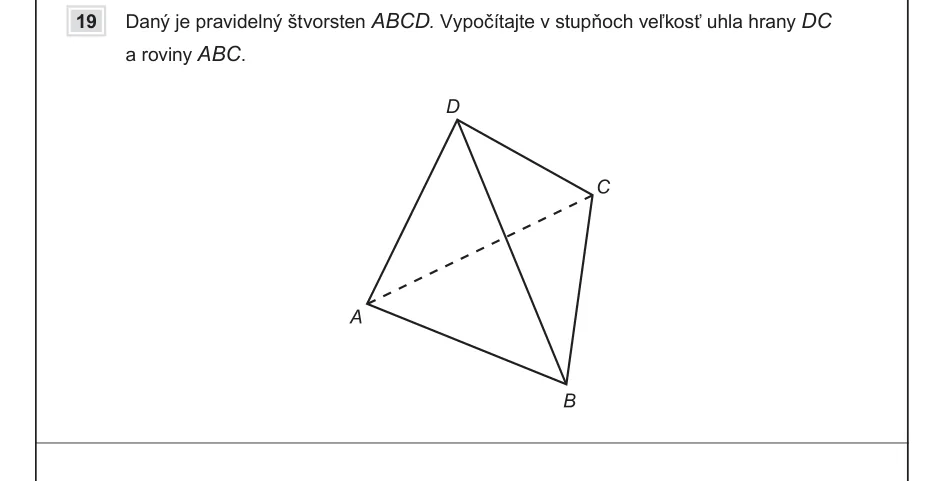 19 Daný je pravidelný štvorsten ABCD. Vypočítajte v stupňoch veľkosť uhla hrany DC
a roviny ABC.
D
C
A
B